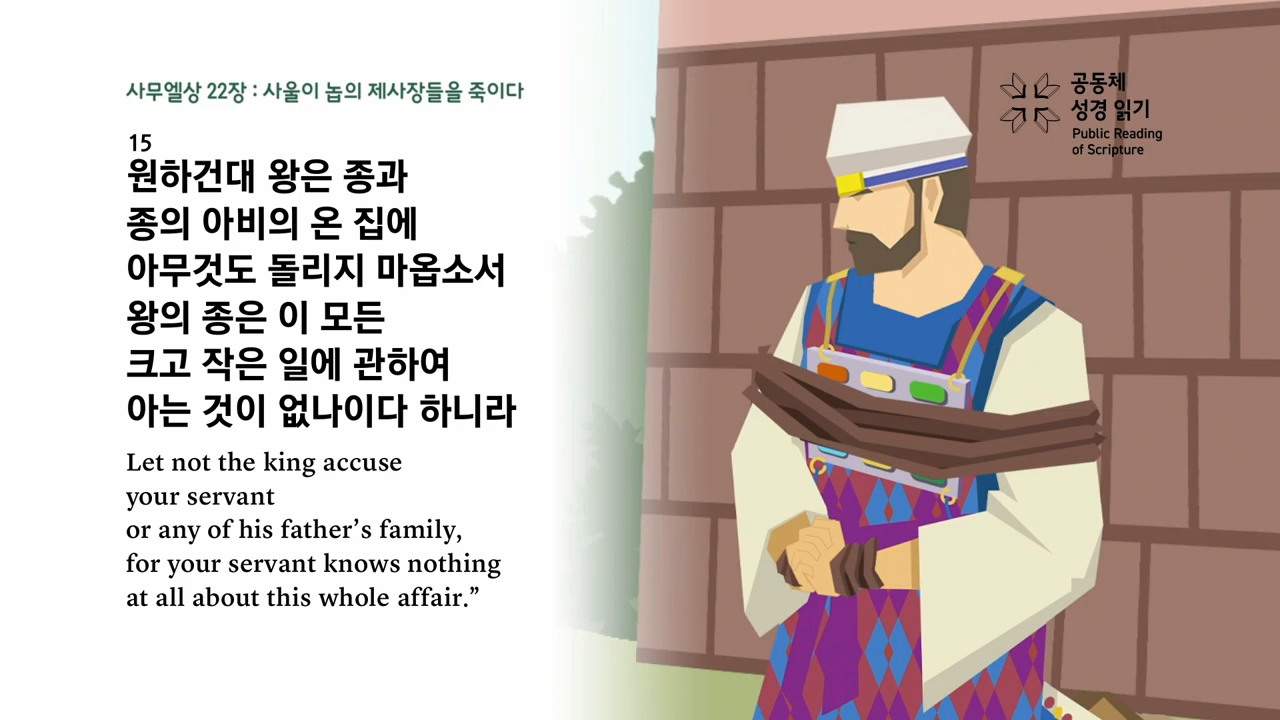 사무엘상 22장 : 사울이 놉의 제사장들을 죽이다
15
원하건대 왕은 종과
종의 아비의 온 집에
아무것도 돌리지 마옵소서
왕의 종은 이 모든
크고 작은 일에 관하여
아는 것이 없나이다 하니라
Let not the king accuse
your servant
or any of his father’s family,
for your servant knows nothing
at all about this whole affair.”
공동체
성경 읽기
Public Reading
of Scripture